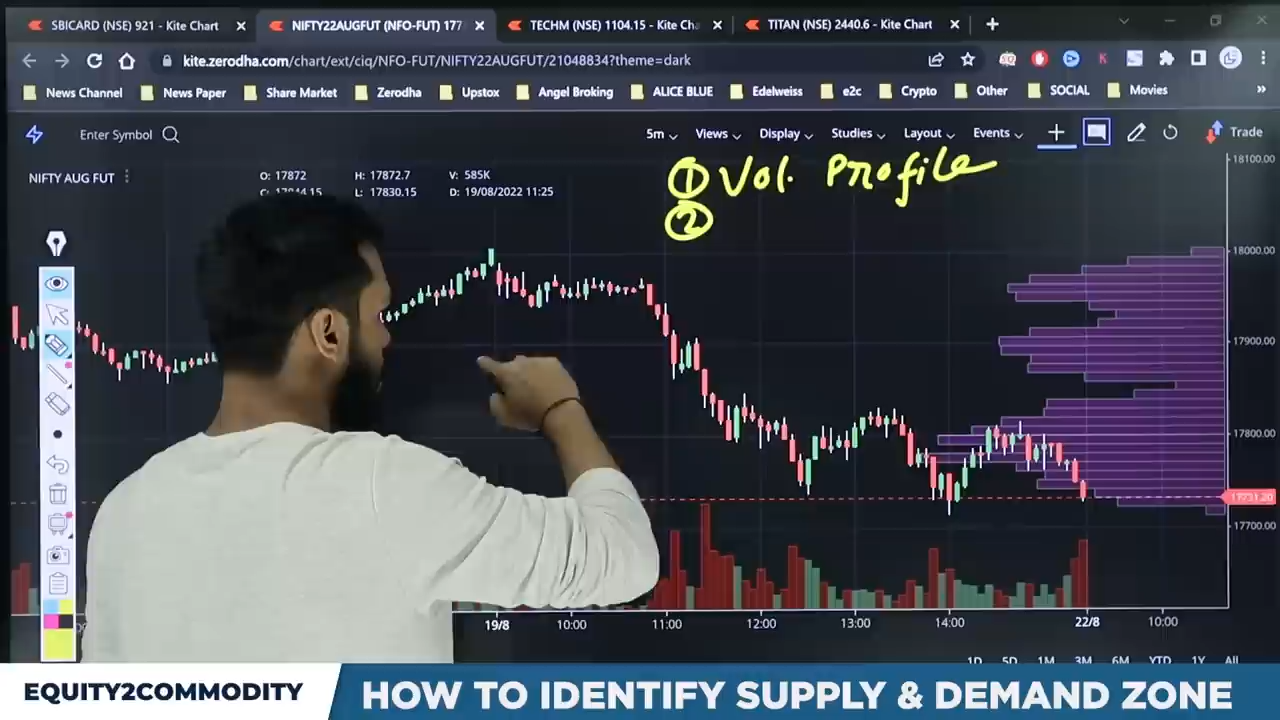 SBICARD (NSE) 921 - Kite Chart
NIFTY22AUGFUT (NFO-FUT) 177
TECHM (NSE) 1104.15 - Kite Cha
TITAN (NSE) 2440.6 - Kite Chart
kite.zerodha.com/chart/ext/ciq/NFO-FUT/NIFTY22AUGFUT/21048834?theme=dark
News Channel News Paper Share Market Zerodha Upstox Angel Broking ALICE BLUE Edelweiss e2c Crypto Other SOCIAL Movies
Enter Symbol 5m Views Display Studies Layout Events Trade
NIFTY AUG FUT
O: 17872 H: 17872.7 V: 585K
L: 17830.15 D: 19/08/2022 11:25
① Vol. Profile
②
18100.00
18000.00
17900.00
17800.00
17731.20
17700.00
19/8 10:00 11:00 12:00 13:00 14:00 22/8 10:00
1D 5D 1M 3M 6M YTD 1Y All
EQUITY2COMMODITY
HOW TO IDENTIFY SUPPLY & DEMAND ZONE